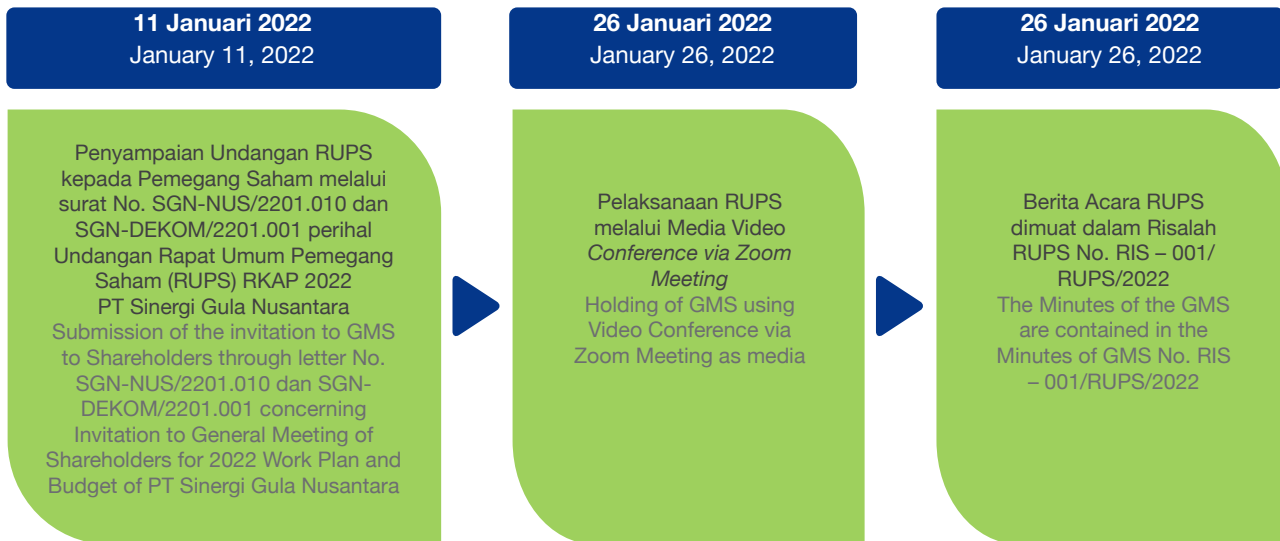 11 Januari 2022
January 11, 2022
Penyampaian Undangan RUPS
kepada Pemegang Saham melalui
surat No. SGN-NUS/2201.010 dan
SGN-DEKOM/2201.001 perihal
Undangan Rapat Umum Pemegang
Saham (RUPS) RKAP 2022
PT Sinergi Gula Nusantara
Submission of the invitation to GMS
to Shareholders through letter No.
SGN-NUS/2201.010 dan SGN-
DEKOM/2201.001 concerning
Invitation to General Meeting of
Shareholders for 2022 Work Plan and
Budget of PT Sinergi Gula Nusantara
26 Januari 2022
January 26, 2022
Pelaksanaan RUPS
melalui Media Video
Conference via Zoom
Meeting
Holding of GMS using
Video Conference via
Zoom Meeting as media
26 Januari 2022
January 26, 2022
Berita Acara RUPS
dimuat dalam Risalah
RUPS No. RIS – 001/
RUPS/2022
The Minutes of the GMS
are contained in the
Minutes of GMS No. RIS
– 001/RUPS/2022